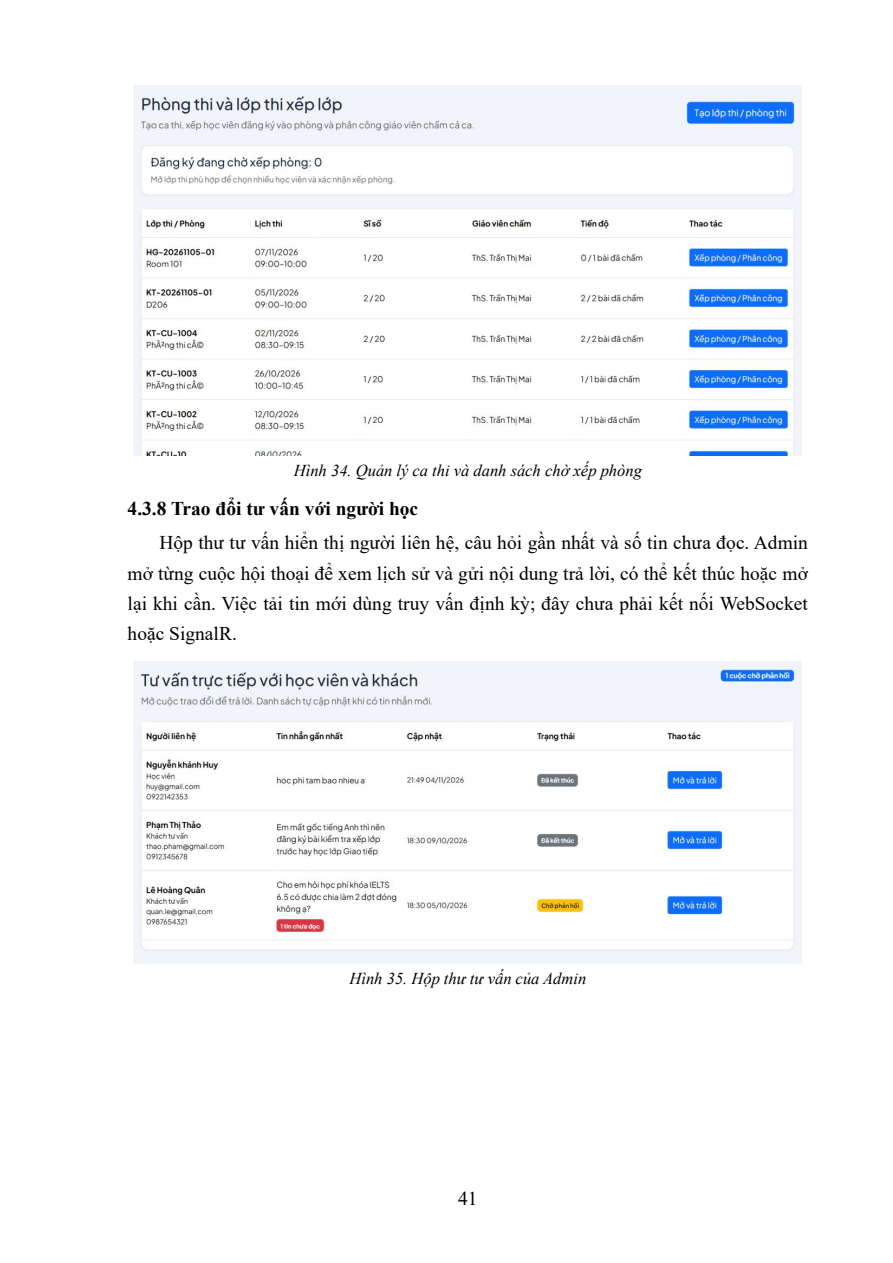 Phòng thi và lớp thi xếp lớp
Tạo lớp thi / phòng thi
Tạo ca thi, xếp học viên đăng ký vào phòng và phân công giáo viên chấm cả ca.
Đăng ký đang chờ xếp phòng: 0
Mở lớp thi phù hợp để chọn nhiều học viên và xác nhận xếp phòng.
Lớp thi / Phòng Lịch thi Sĩ số Giáo viên chấm Tiến độ Thao tác
HG-20261105-01 07/11/2026 1 / 20 ThS. Trần Thị Mai 0 / 1 bài đã chấm Xếp phòng / Phân công
Room 101 09:00-10:00
KT-20261105-01 05/11/2026 2 / 20 ThS. Trần Thị Mai 2 / 2 bài đã chấm Xếp phòng / Phân công
D206 09:00-10:00
KT-CU-1004 02/11/2026 2 / 20 ThS. Trần Thị Mai 2 / 2 bài đã chấm Xếp phòng / Phân công
PhÃ²ng thi cÅ© 08:30-09:15
KT-CU-1003 26/10/2026 1 / 20 ThS. Trần Thị Mai 1 / 1 bài đã chấm Xếp phòng / Phân công
PhÃ²ng thi cÅ© 10:00-10:45
KT-CU-1002 12/10/2026 1 / 20 ThS. Trần Thị Mai 1 / 1 bài đã chấm Xếp phòng / Phân công
PhÃ²ng thi cÅ© 08:30-09:15
KT-CU-10 08/10/2026
Hình 34. Quản lý ca thi và danh sách chờ xếp phòng
4.3.8 Trao đổi tư vấn với người học
Hộp thư tư vấn hiển thị người liên hệ, câu hỏi gần nhất và số tin chưa đọc. Admin
mở từng cuộc hội thoại để xem lịch sử và gửi nội dung trả lời, có thể kết thúc hoặc mở
lại khi cần. Việc tải tin mới dùng truy vấn định kỳ; đây chưa phải kết nối WebSocket
hoặc SignalR.
Tư vấn trực tiếp với học viên và khách
1 cuộc chờ phản hồi
Mở cuộc trao đổi để trả lời. Danh sách tự cập nhật khi có tin nhắn mới.
Người liên hệ Tin nhắn gần nhất Cập nhật Trạng thái Thao tác
Nguyễn khánh Huy
Học viên
huy@gmail.com
0922142353
hoc phi tam bao nhieu a
21:49 04/11/2026
Đã kết thúc
Mở và trả lời
Phạm Thị Thảo
Khách tư vấn
thao.pham@gmail.com
0912345678
Em mất gốc tiếng Anh thì nên
đăng ký bài kiểm tra xếp lớp
trước hay học lớp Giao tiếp
18:30 09/10/2026
Đã kết thúc
Mở và trả lời
Lê Hoàng Quân
Khách tư vấn
quan.le@gmail.com
0987654321
Cho em hỏi học phí khóa IELTS
6.5 có được chia làm 2 đợt đóng
không ạ?
1 tin chưa đọc
18:30 05/10/2026
Chờ phản hồi
Mở và trả lời
Hình 35. Hộp thư tư vấn của Admin
41